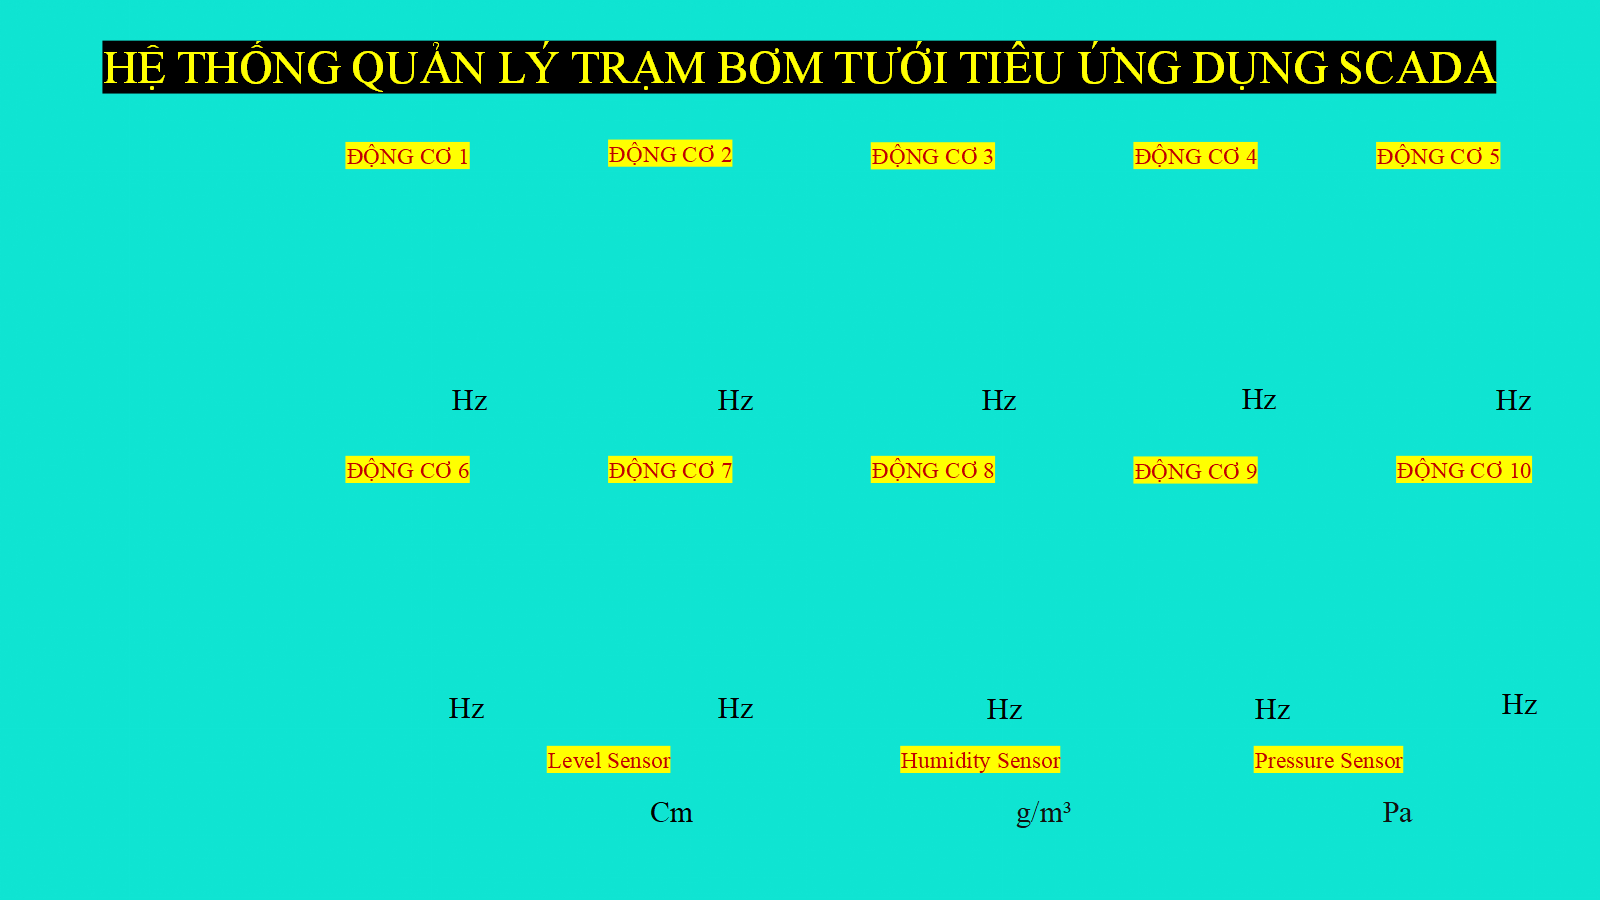 HỆ THỐNG QUẢN LÝ TRẠM BƠM TƯỚI TIÊU ỨNG DỤNG SCADA
ĐỘNG CƠ 1
ĐỘNG CƠ 2
ĐỘNG CƠ 3
ĐỘNG CƠ 4
ĐỘNG CƠ 5
Hz
Hz
Hz
Hz
Hz
ĐỘNG CƠ 6
ĐỘNG CƠ 7
ĐỘNG CƠ 8
ĐỘNG CƠ 9
ĐỘNG CƠ 10
Hz
Hz
Hz
Hz
Hz
Level Sensor
Humidity Sensor
Pressure Sensor
Cm
g/m³
Pa